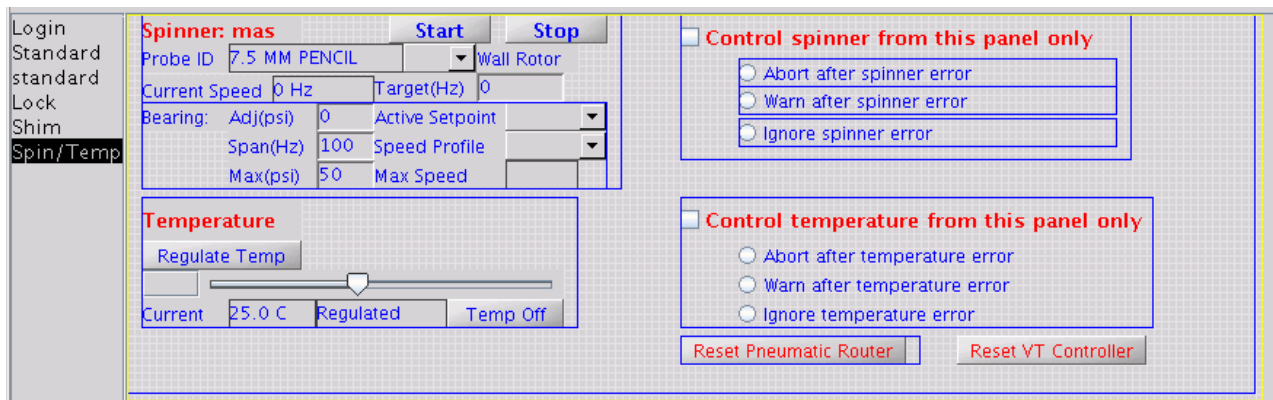 Login
Standard
standard
Lock
Shim
Spin/Temp
Spinner: mas Start Stop
Probe ID 7.5 MM PENCIL Wall Rotor
Current Speed 0 Hz Target(Hz) 0
Bearing: Adj(psi) 0 Active Setpoint
Span(Hz) 100 Speed Profile
Max(psi) 50 Max Speed
Control spinner from this panel only
Abort after spinner error
Warn after spinner error
Ignore spinner error
Temperature
Regulate Temp
Current 25.0 C Regulated Temp Off
Control temperature from this panel only
Abort after temperature error
Warn after temperature error
Ignore temperature error
Reset Pneumatic Router Reset VT Controller